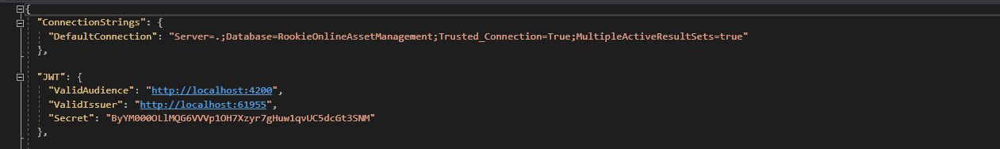 {
"ConnectionStrings": {
"DefaultConnection": "Server=.;Database=RookieOnlineAssetManagement;Trusted_Connection=True;MultipleActiveResultSets=true"
},
"JWT": {
"ValidAudience": "http://localhost:4200",
"ValidIssuer": "http://localhost:61955",
"Secret": "ByYM000OLlMQG6VVVp1OH7Xzyr7gHuw1qvUC5dcGt3SNM"
},